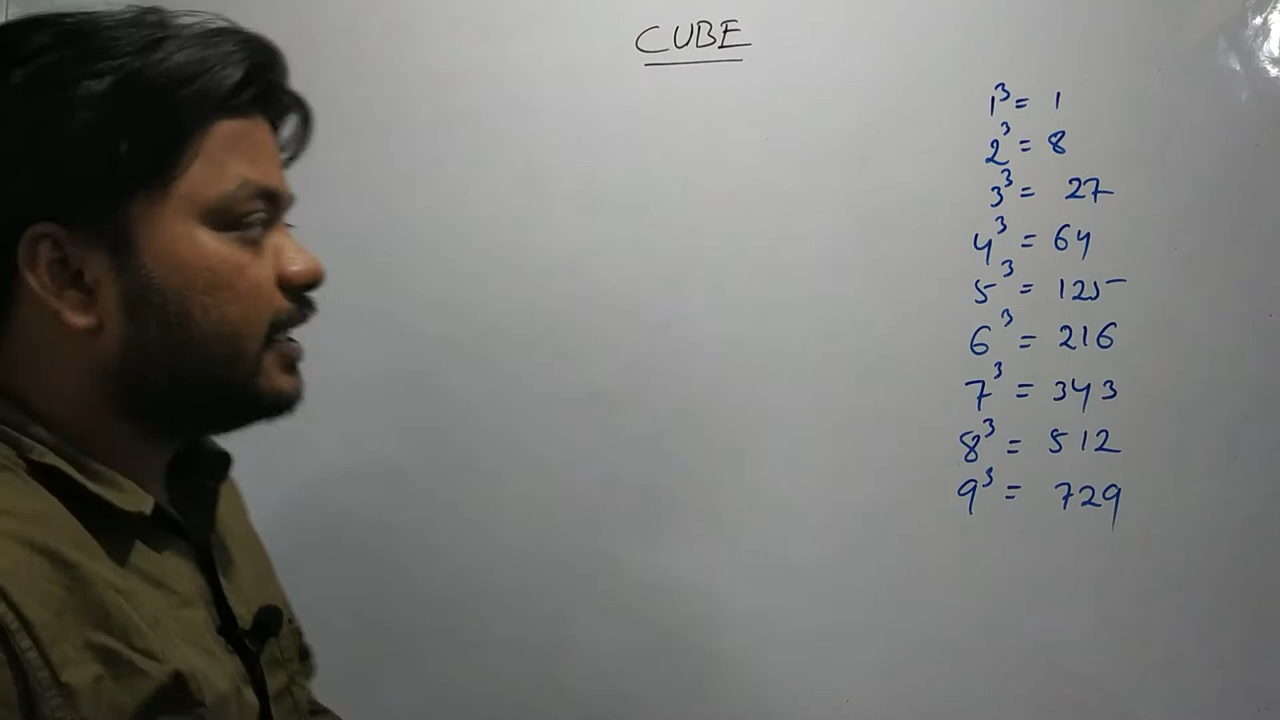 CUBE
1³ = 1
2³ = 8
3³ = 27
4³ = 64
5³ = 125
6³ = 216
7³ = 343
8³ = 512
9³ = 729